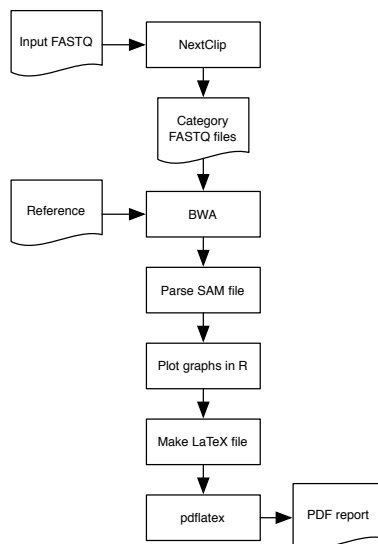 Input FASTQ
NextClip
Category
FASTQ files
Reference
BWA
Parse SAM file
Plot graphs in R
Make LaTeX file
pdflatex
PDF report